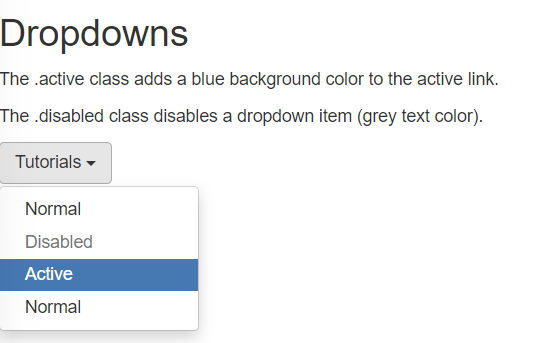 Dropdowns
The .active class adds a blue background color to the active link.
The .disabled class disables a dropdown item (grey text color).
Tutorials
Normal
Disabled
Active
Normal